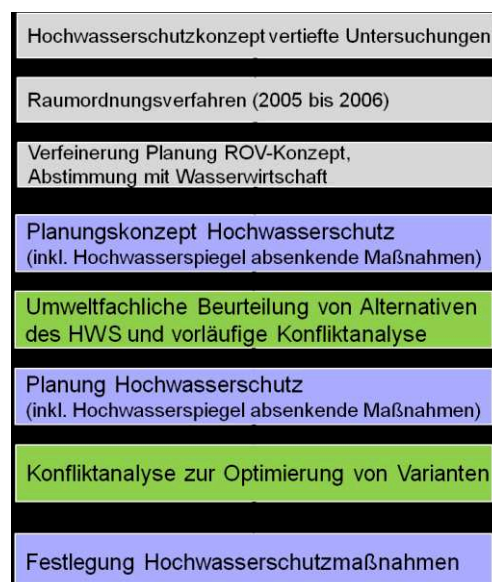 Hochwasserschutzkonzept vertiefte Untersuchungen
Raumordnungsverfahren (2005 bis 2006)
Verfeinerung Planung ROV-Konzept,
Abstimmung mit Wasserwirtschaft
Planungskonzept Hochwasserschutz
(inkl. Hochwasserspiegel absenkende Maßnahmen)
Umweltfachliche Beurteilung von Alternativen
des HWS und vorläufige Konfliktanalyse
Planung Hochwasserschutz
(inkl. Hochwasserspiegel absenkende Maßnahmen)
Konfliktanalyse zur Optimierung von Varianten
Festlegung Hochwasserschutzmaßnahmen